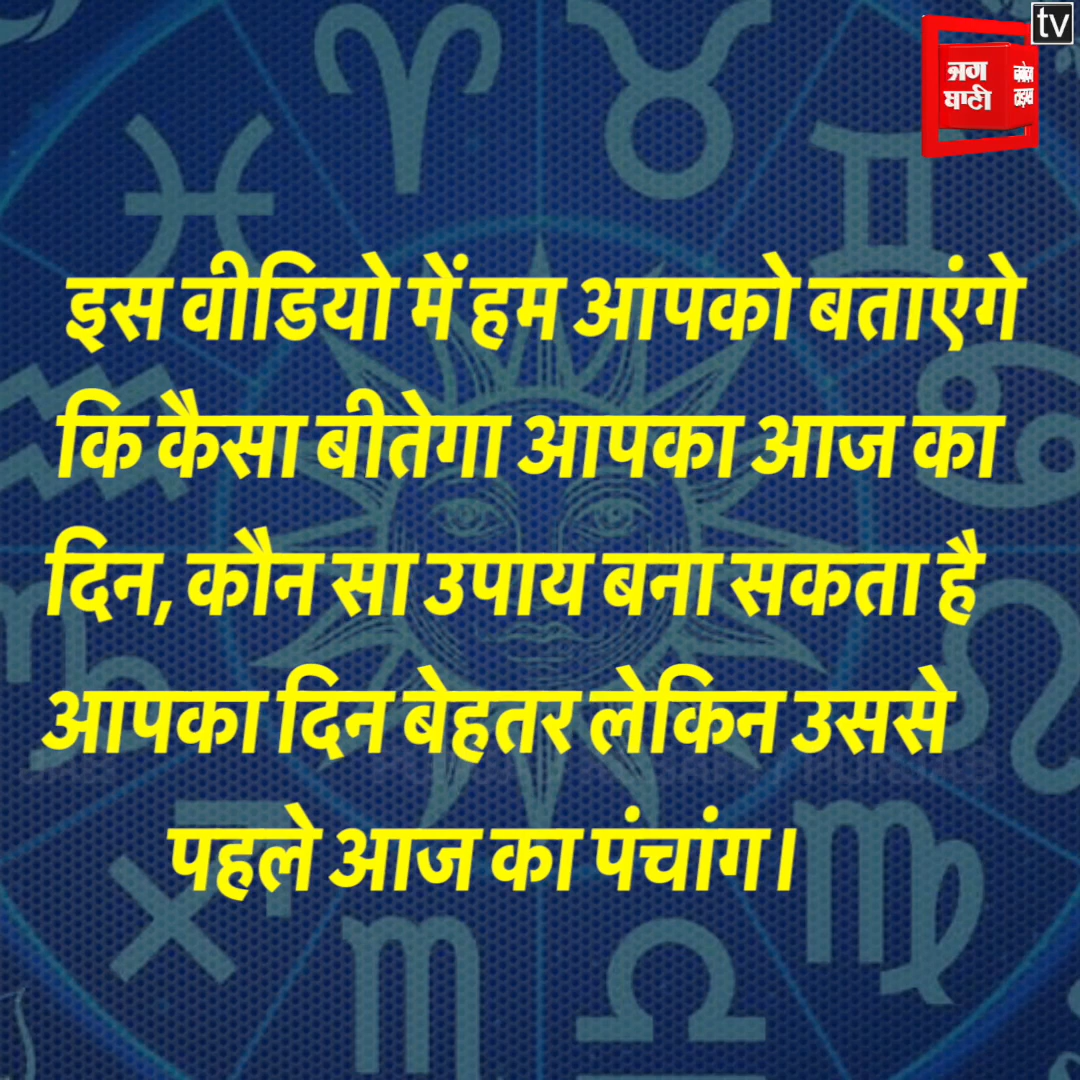 tv
इस वीडियो में हम आपको बताएंगे
कि कैसा बीतेगा आपका आज का
दिन, कौन सा उपाय बना सकता है
आपका दिन बेहतर लेकिन उससे
पहले आज का पंचांग।